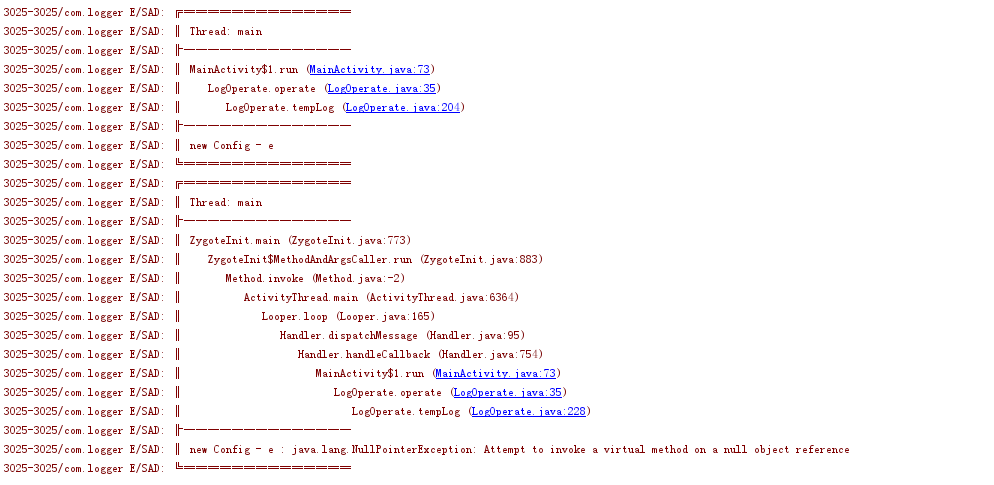 3025-3025/com.logger E/SAD: ╔══════════════════
3025-3025/com.logger E/SAD: ║ Thread: main
3025-3025/com.logger E/SAD: ╟──────────────────
3025-3025/com.logger E/SAD: ║ MainActivity$1.run (MainActivity.java:73)
3025-3025/com.logger E/SAD: ║    LogOperate.operate (LogOperate.java:35)
3025-3025/com.logger E/SAD: ║       LogOperate.tempLog (LogOperate.java:204)
3025-3025/com.logger E/SAD: ╟──────────────────
3025-3025/com.logger E/SAD: ║ new Config - e
3025-3025/com.logger E/SAD: ╚══════════════════
3025-3025/com.logger E/SAD: ╔══════════════════
3025-3025/com.logger E/SAD: ║ Thread: main
3025-3025/com.logger E/SAD: ╟──────────────────
3025-3025/com.logger E/SAD: ║ ZygoteInit.main (ZygoteInit.java:773)
3025-3025/com.logger E/SAD: ║    ZygoteInit$MethodAndArgsCaller.run (ZygoteInit.java:883)
3025-3025/com.logger E/SAD: ║       Method.invoke (Method.java:-2)
3025-3025/com.logger E/SAD: ║          ActivityThread.main (ActivityThread.java:6364)
3025-3025/com.logger E/SAD: ║             Looper.loop (Looper.java:165)
3025-3025/com.logger E/SAD: ║                Handler.dispatchMessage (Handler.java:95)
3025-3025/com.logger E/SAD: ║                   Handler.handleCallback (Handler.java:754)
3025-3025/com.logger E/SAD: ║                      MainActivity$1.run (MainActivity.java:73)
3025-3025/com.logger E/SAD: ║                         LogOperate.operate (LogOperate.java:35)
3025-3025/com.logger E/SAD: ║                            LogOperate.tempLog (LogOperate.java:228)
3025-3025/com.logger E/SAD: ╟──────────────────
3025-3025/com.logger E/SAD: ║ new Config - e : java.lang.NullPointerException: Attempt to invoke a virtual method on a null object reference
3025-3025/com.logger E/SAD: ╚══════════════════